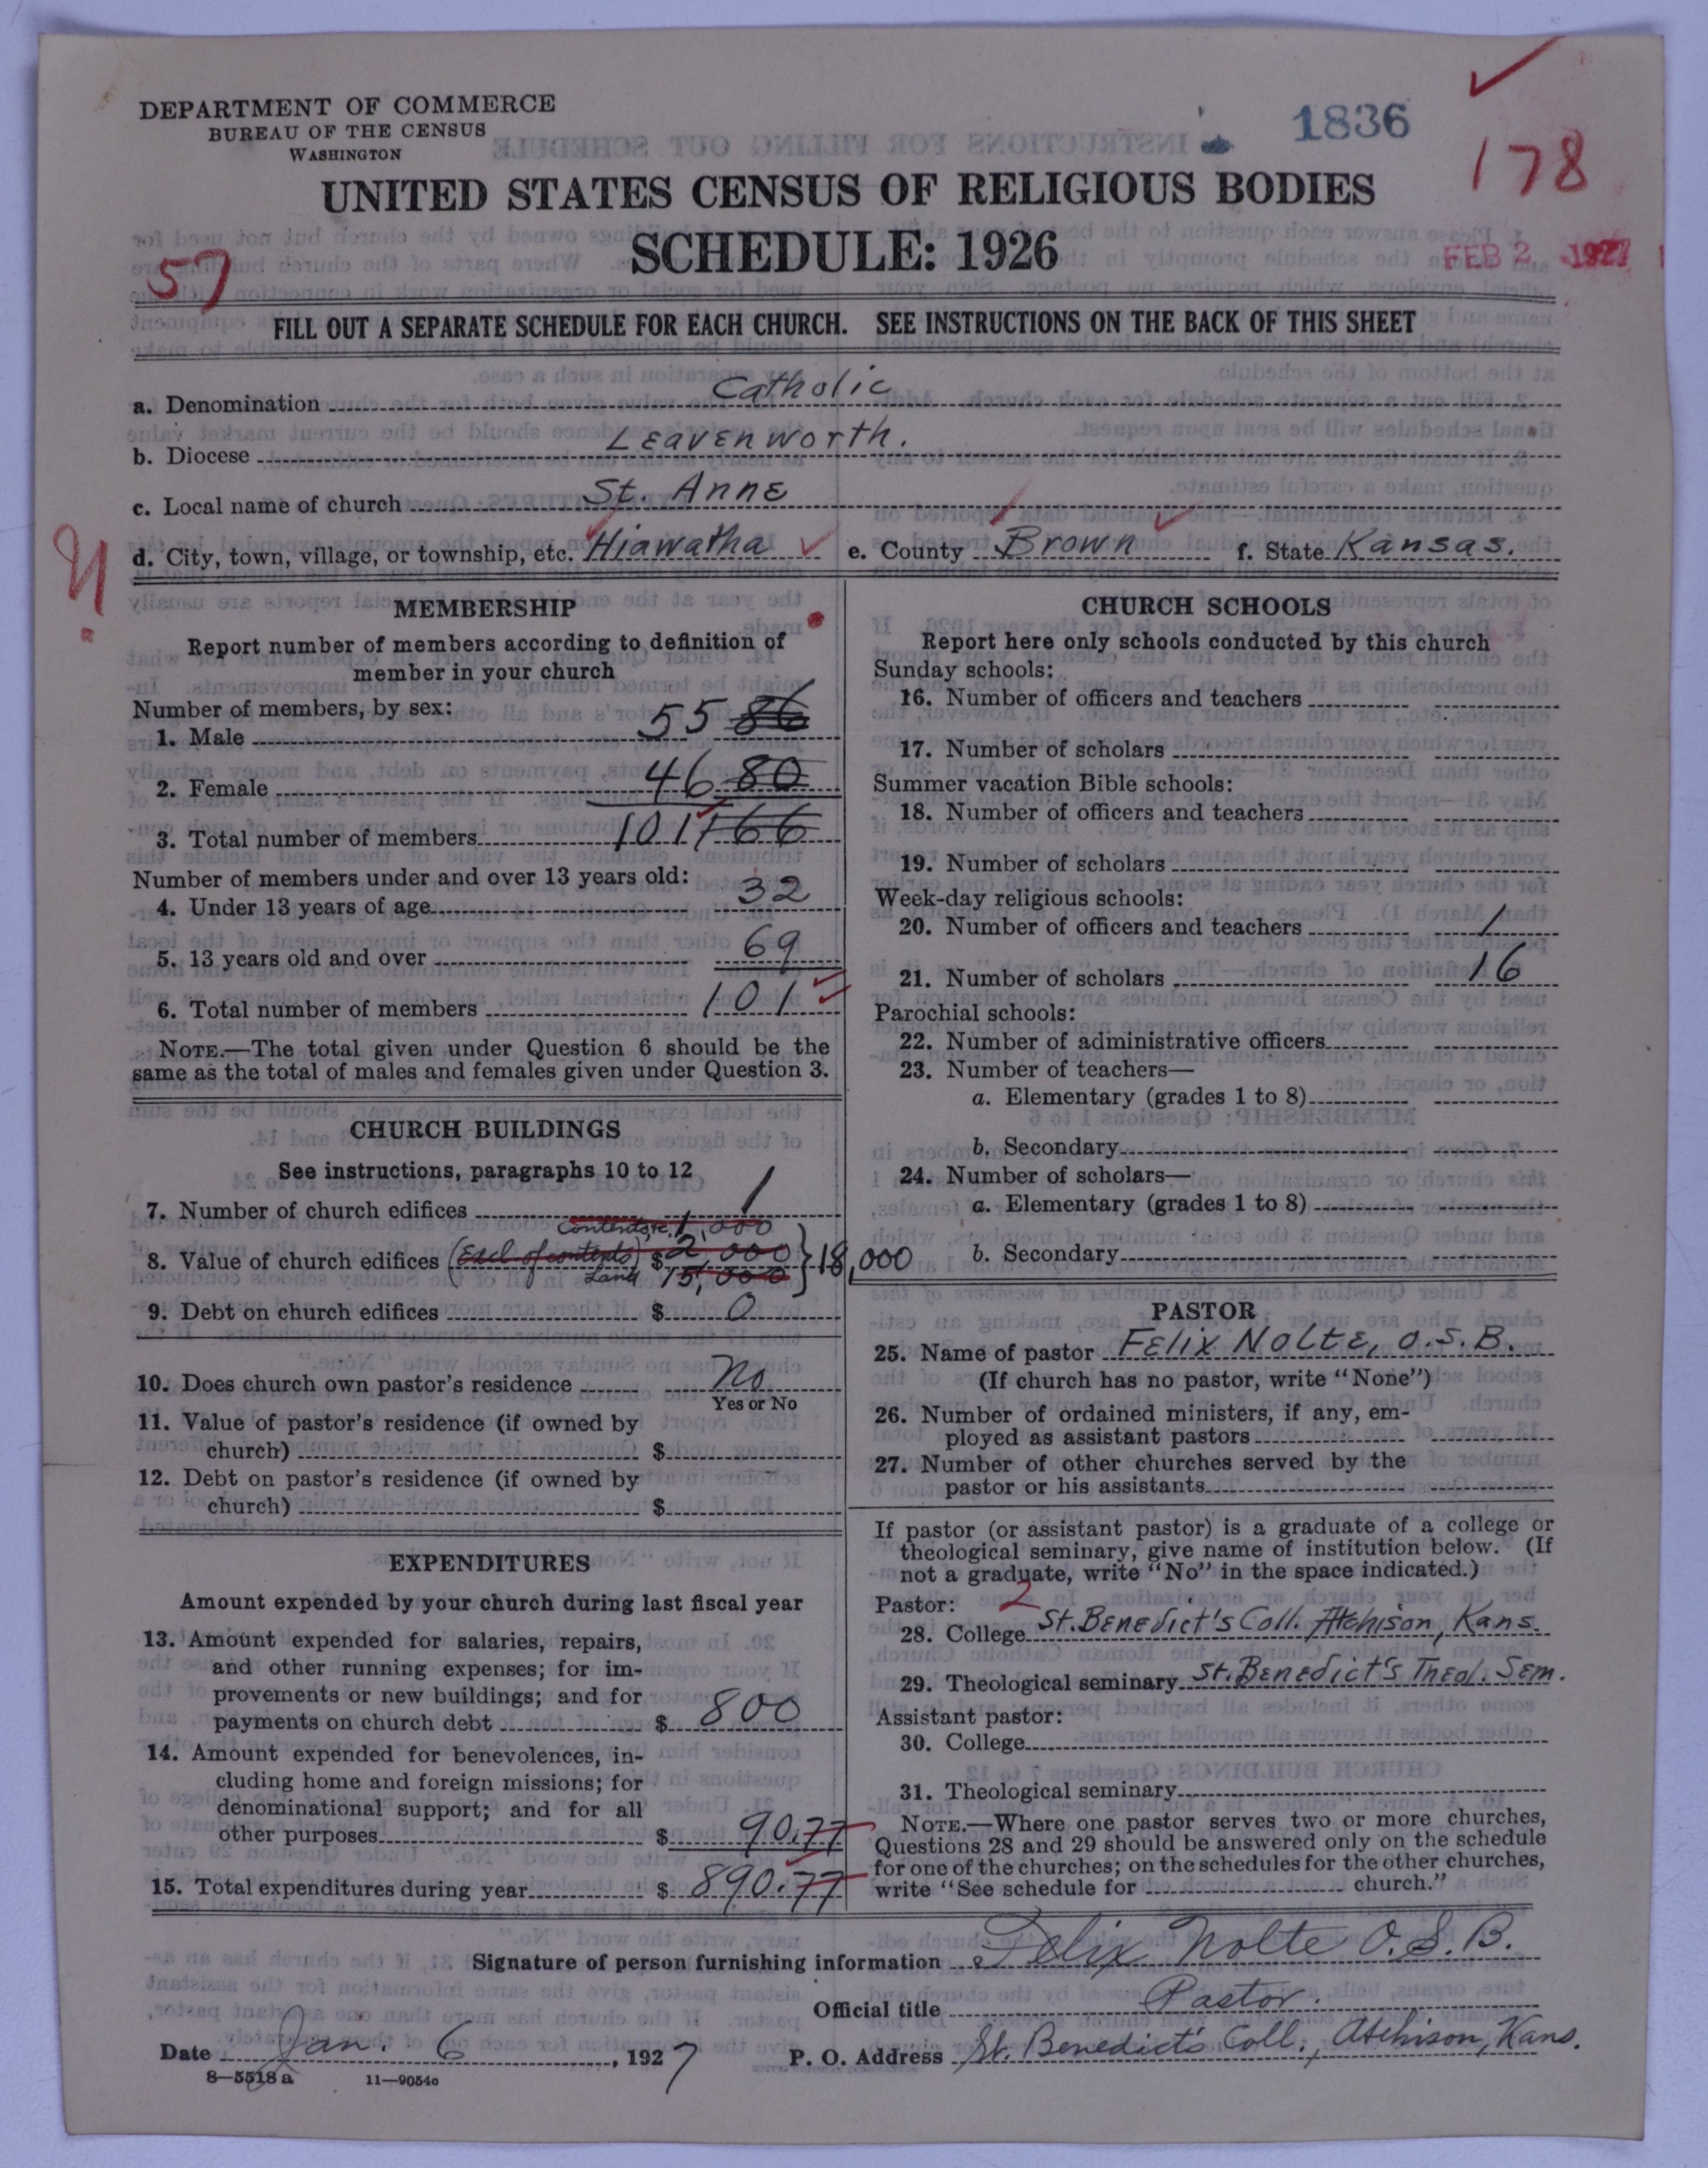 DEPARTMENT OF COMMERCE
BUREAU OF THE CENSUS
WASHINGTON
1836
178
UNITED STATES CENSUS OF RELIGIOUS BODIES
SCHEDULE: 1926
57
FEB 2 1927
FILL OUT A SEPARATE SCHEDULE FOR EACH CHURCH. SEE INSTRUCTIONS ON THE BACK OF THIS SHEET
a. Denomination Catholic
b. Diocese Leavenworth.
c. Local name of church St. Anne
d. City, town, village, or township, etc. Hiawatha e. County Brown f. State Kansas.
MEMBERSHIP
Report number of members according to definition of
member in your church
Number of members, by sex:
1. Male 55 86
2. Female 46 80
3. Total number of members 101 166
Number of members under and over 13 years old:
4. Under 13 years of age 32
5. 13 years old and over 69
6. Total number of members 101
NOTE.—The total given under Question 6 should be the
same as the total of males and females given under Question 3.
CHURCH BUILDINGS
See instructions, paragraphs 10 to 12
7. Number of church edifices 1
Contents, 1,000
8. Value of church edifices (Excl. of contents) $ 2,000 } 18,000
Land 15,000
9. Debt on church edifices $ 0
10. Does church own pastor's residence No
Yes or No
11. Value of pastor's residence (if owned by
church) $
12. Debt on pastor's residence (if owned by
church) $
EXPENDITURES
Amount expended by your church during last fiscal year
13. Amount expended for salaries, repairs,
and other running expenses; for im-
provements or new buildings; and for
payments on church debt $ 800
14. Amount expended for benevolences, in-
cluding home and foreign missions; for
denominational support; and for all
other purposes $ 90.77
15. Total expenditures during year $ 890.77
CHURCH SCHOOLS
Report here only schools conducted by this church
Sunday schools:
16. Number of officers and teachers
17. Number of scholars
Summer vacation Bible schools:
18. Number of officers and teachers
19. Number of scholars
Week-day religious schools:
20. Number of officers and teachers 1
21. Number of scholars 16
Parochial schools:
22. Number of administrative officers
23. Number of teachers—
a. Elementary (grades 1 to 8)
b. Secondary
24. Number of scholars—
a. Elementary (grades 1 to 8)
b. Secondary
PASTOR
25. Name of pastor Felix Nolte, O.S.B.
(If church has no pastor, write "None")
26. Number of ordained ministers, if any, em-
ployed as assistant pastors
27. Number of other churches served by the
pastor or his assistants
If pastor (or assistant pastor) is a graduate of a college or
theological seminary, give name of institution below. (If
not a graduate, write "No" in the space indicated.)
Pastor: 2
28. College St. Benedict's Coll. Atchison, Kans.
29. Theological seminary St. Benedict's Theol. Sem.
Assistant pastor:
30. College
31. Theological seminary
NOTE.—Where one pastor serves two or more churches,
Questions 28 and 29 should be answered only on the schedule
for one of the churches; on the schedules for the other churches,
write "See schedule for church."
Signature of person furnishing information Felix Nolte O.S.B.
Official title Pastor.
Date Jan. 6, 1927 P. O. Address St. Benedict's Coll., Atchison, Kans.
8—5518 a 11—9054c